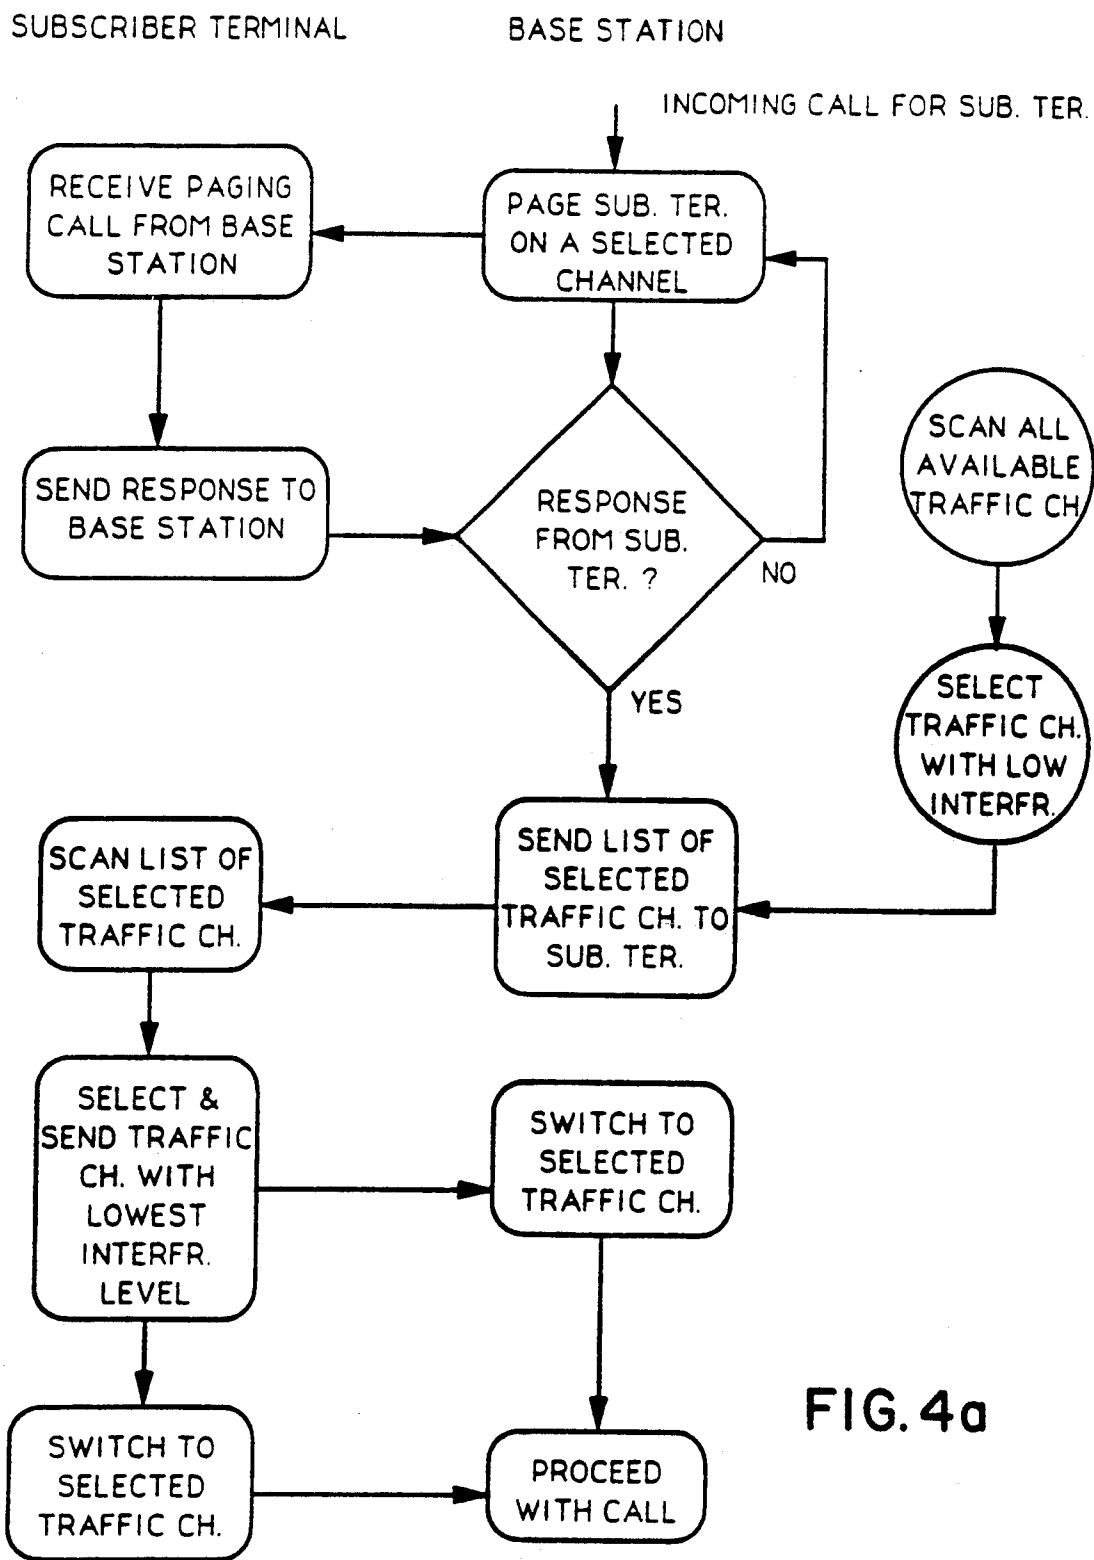 SUBSCRIBER TERMINAL
BASE STATION
INCOMING CALL FOR SUB. TER.
RECEIVE PAGING
CALL FROM BASE
STATION
PAGE SUB. TER.
ON A SELECTED
CHANNEL
SCAN ALL
AVAILABLE
TRAFFIC CH
SEND RESPONSE TO
BASE STATION
RESPONSE
FROM SUB.
TER. ?
NO
YES
SELECT
TRAFFIC CH.
WITH LOW
INTERFR.
SCAN LIST OF
SELECTED
TRAFFIC CH.
SEND LIST OF
SELECTED
TRAFFIC CH. TO
SUB. TER.
SELECT &
SEND TRAFFIC
CH. WITH
LOWEST
INTERFR.
LEVEL
SWITCH TO
SELECTED
TRAFFIC CH.
SWITCH TO
SELECTED
TRAFFIC CH.
PROCEED
WITH CALL
FIG. 4a